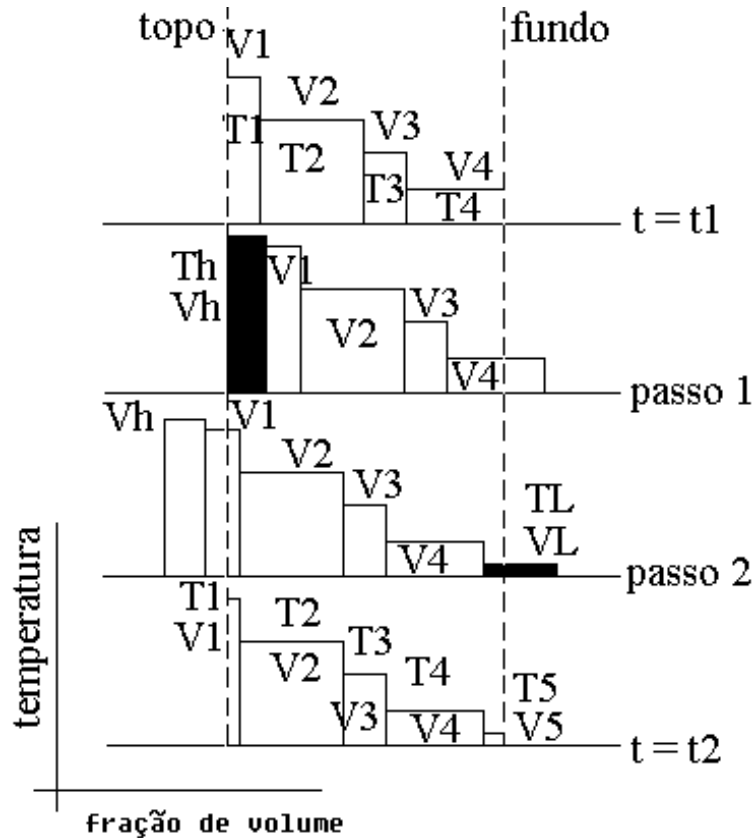 topo
fundo
V1
V2
V3
V4
T1
T2
T3
T4
t = t1
Th
Vh
V1
V2
V3
V4
passo 1
Vh
V1
V2
V3
V4
TL
VL
passo 2
T1
V1
T2
V2
T3
V3
T4
V4
T5
V5
t = t2
temperatura
fração de volume